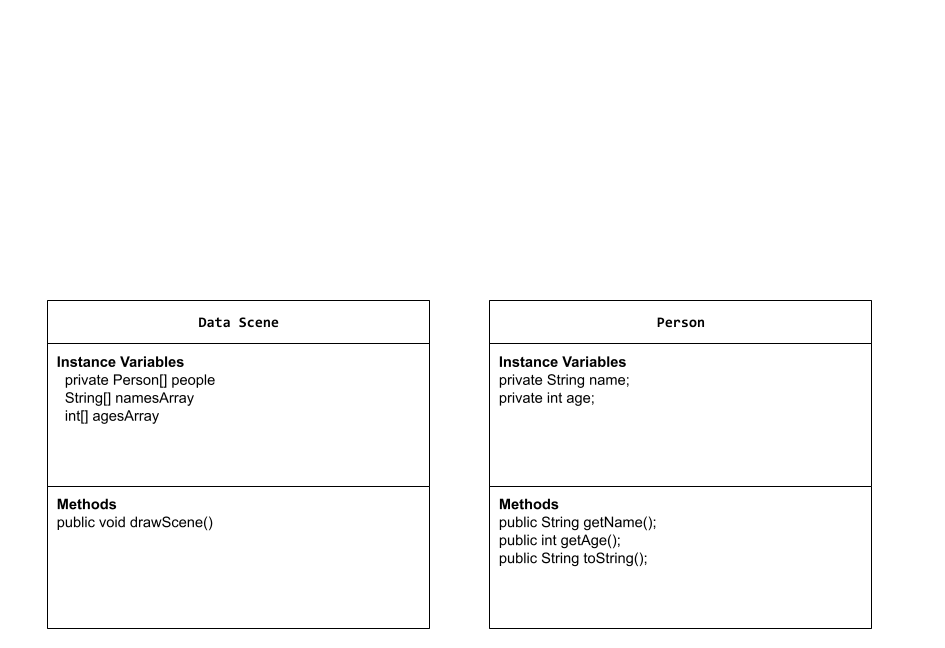 Data Scene
Instance Variables
private Person[] people
String[] namesArray
int[] agesArray
Methods
public void drawScene()
Person
Instance Variables
private String name;
private int age;
Methods
public String getName();
public int getAge();
public String toString();